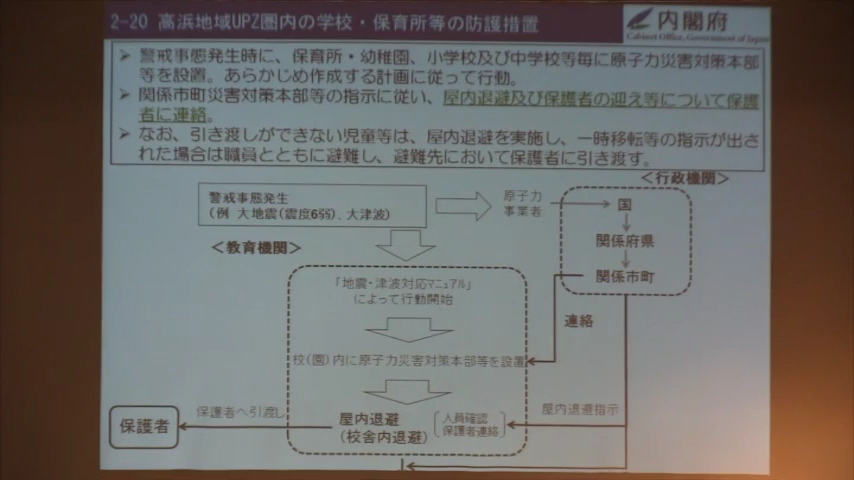 2-20 高浜地域UPZ圏内の学校・保育所等の防護措置
内閣府
Cabinet Office, Government of Japan
➢ 警戒事態発生時に、保育所・幼稚園、小学校及び中学校等毎に原子力災害対策本部
等を設置。あらかじめ作成する計画に従って行動。
➢ 関係市町災害対策本部等の指示に従い、屋内退避及び保護者の迎え等について保護
者に連絡。
➢ なお、引き渡しができない児童等は、屋内退避を実施し、一時移転等の指示が出さ
れた場合は職員とともに避難し、避難先において保護者に引き渡す。
警戒事態発生
(例 大地震(震度6弱)、大津波)
原子力
事業者
<行政機関>
国
関係府県
関係市町
<教育機関>
「地震・津波対応マニュアル」
によって行動開始
連絡
校(園)内に原子力災害対策本部等を設置
保護者
保護者へ引渡し
屋内退避
(校舎内退避)
人員確認
保護者連絡
屋内退避指示